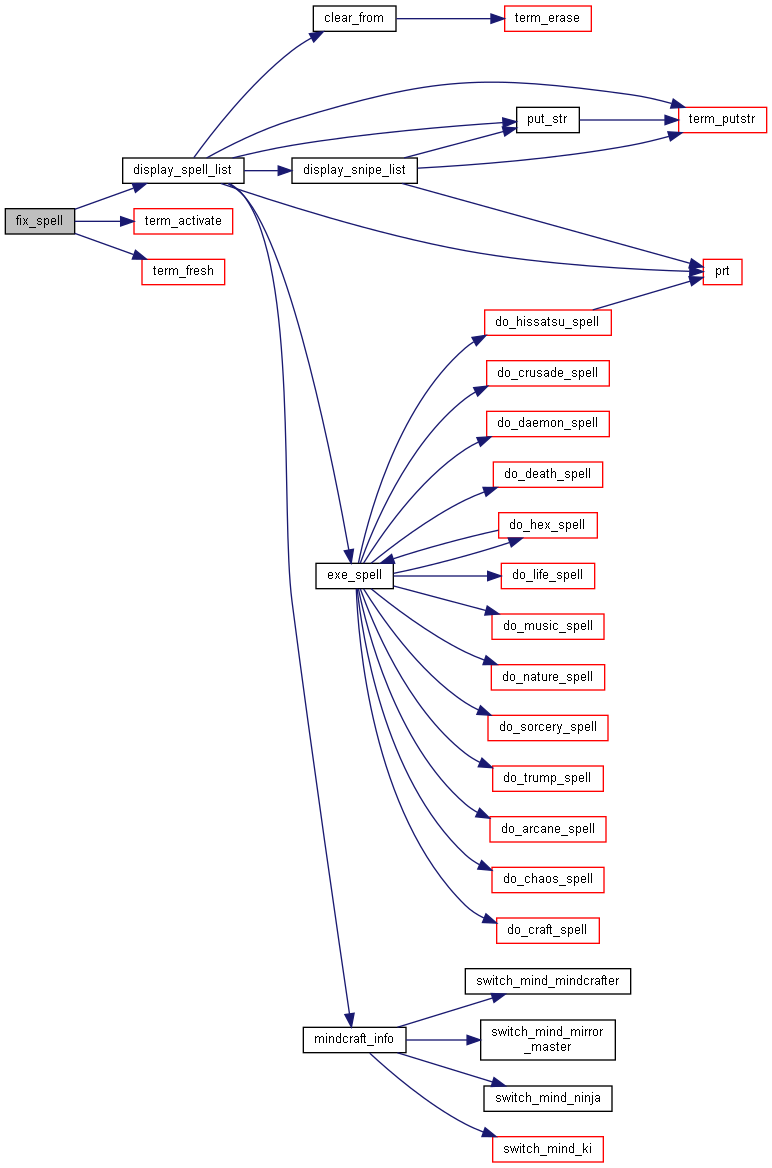 clear_from
term_erase
put_str
term_putstr
display_spell_list
display_snipe_list
fix_spell
term_activate
term_fresh
prt
do_hissatsu_spell
do_crusade_spell
do_daemon_spell
do_death_spell
do_hex_spell
exe_spell
do_life_spell
do_music_spell
do_nature_spell
do_sorcery_spell
do_trump_spell
do_arcane_spell
do_chaos_spell
do_craft_spell
switch_mind_mindcrafter
mindcraft_info
switch_mind_mirror
_master
switch_mind_ninja
switch_mind_ki